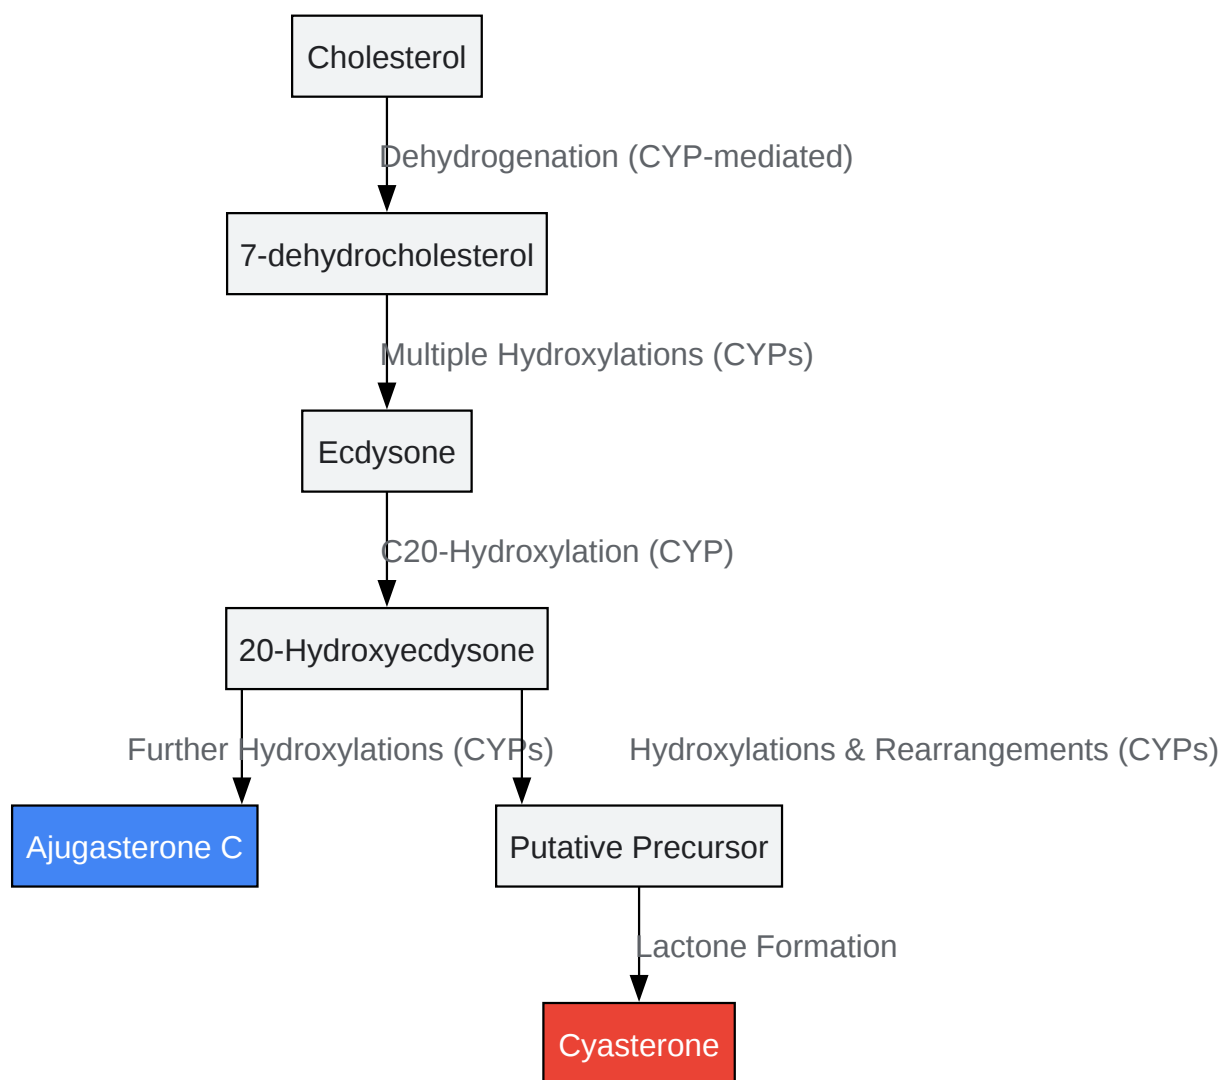 Cholesterol
Dehydrogenation (CYP-mediated)
7-dehydrocholesterol
Multiple Hydroxylations (CYPs)
Ecdysone
C20-Hydroxylation (CYP)
20-Hydroxyecdysone
Further Hydroxylations (CYPs)
Hydroxylations & Rearrangements (CYPs)
Ajugasterone C
Putative Precursor
Lactone Formation
Cyasterone